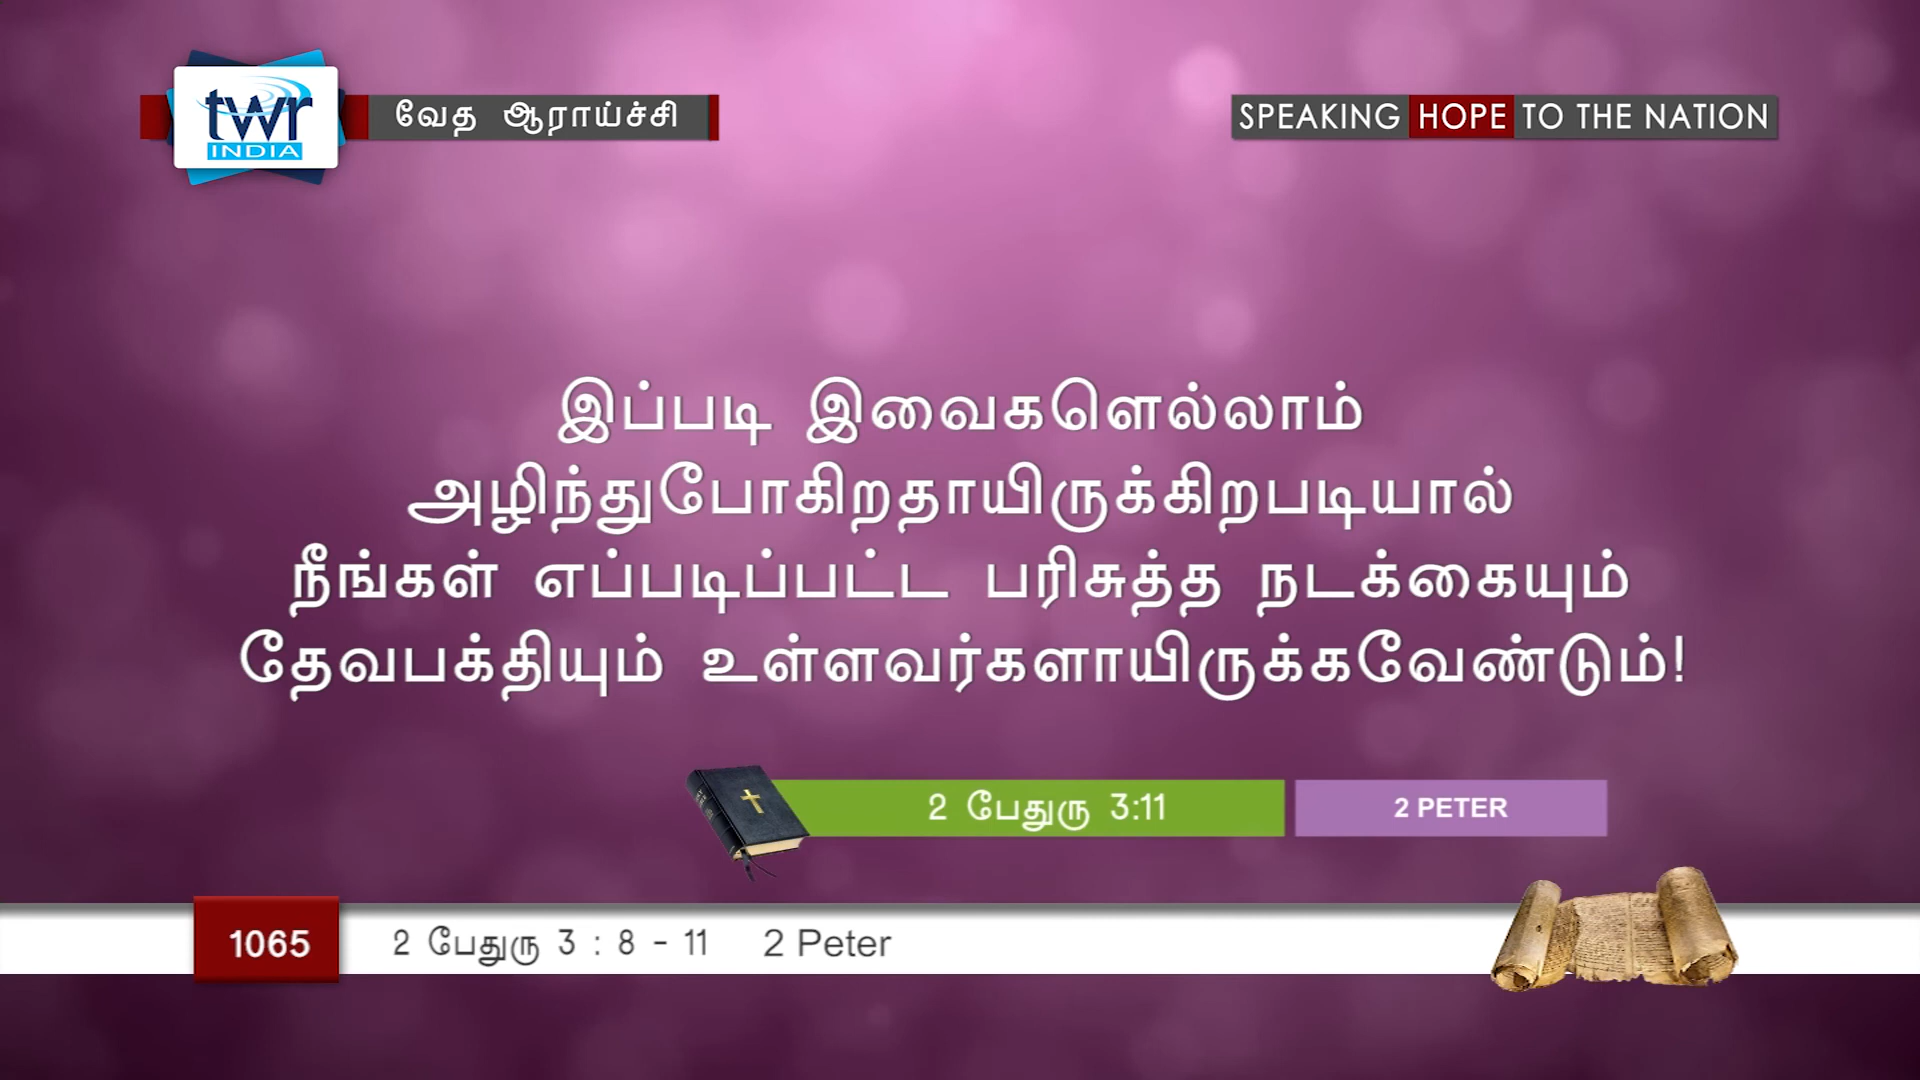 twr
INDIA
வேத ஆராய்ச்சி
SPEAKING HOPE TO THE NATION
இப்படி இவைகளெல்லாம்
அழிந்துபோகிறதாயிருக்கிறபடியால்
நீங்கள் எப்படிப்பட்ட பரிசுத்த நடக்கையும்
தேவபக்தியும் உள்ளவர்களாயிருக்கவேண்டும்!
2 பேதுரு 3:11
2 PETER
1065
2 பேதுரு 3 : 8 - 11 2 Peter